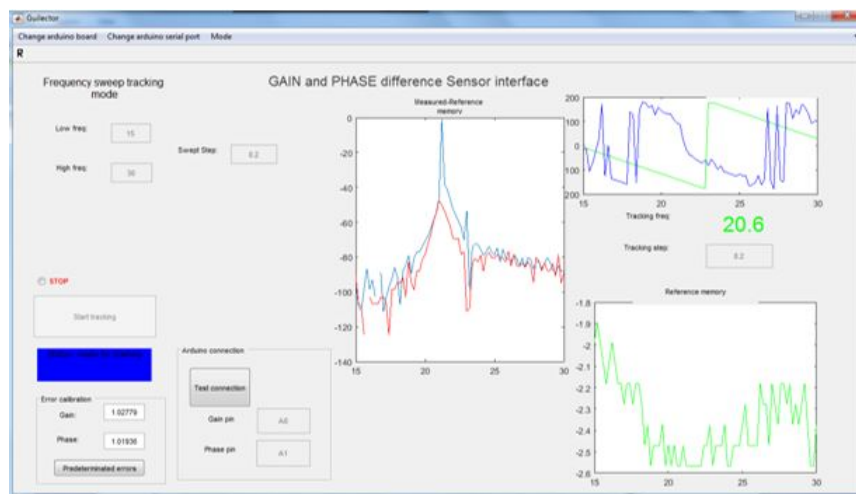 Guilector
Change arduino board Change arduino serial port Mode
R
Frequency sweep tracking
mode
GAIN and PHASE difference Sensor interface
Low freq:
15
High freq:
Swept Step:
0.2
STOP
Start tracking
Error calibration
Gain:
1.02779
Phase:
1.01936
Predeterminated errors
Arduino connection
Test connection
Gain pin
A0
Phase pin
A1
Measured-Reference
memory
0
-20
-40
-60
-80
-100
-120
-140
15
20
25
30
200
100
0
100
200
15
20
25
30
Tracking freq:
20.6
Tracking step:
0.2
Reference memory
-1.8
-1.9
-2
-2.1
-2.2
-2.3
-2.4
-2.5
-2.6
15
20
25
30